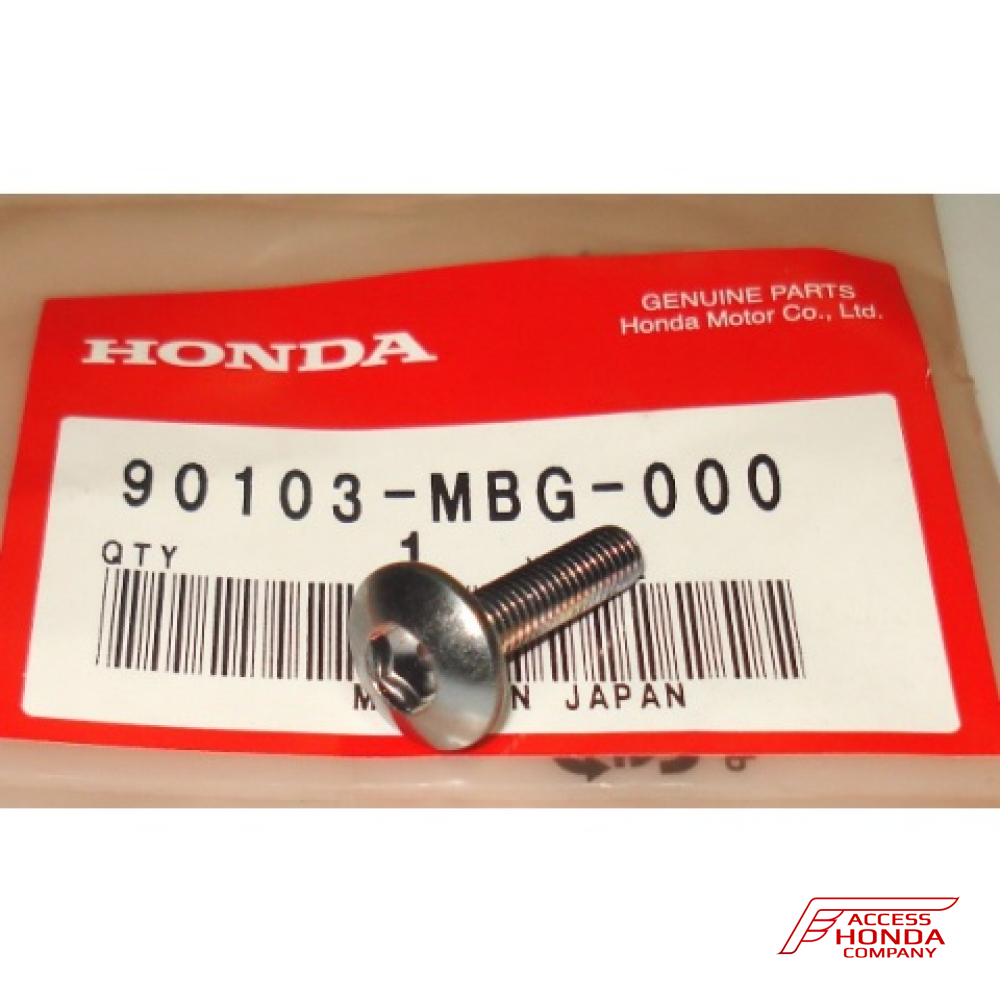 GENUINE PARTS
Honda Motor Co., Ltd.
HONDA
90103-MBG-000
QTY 1
JAPAN
ACCESS
HONDA
COMPANY